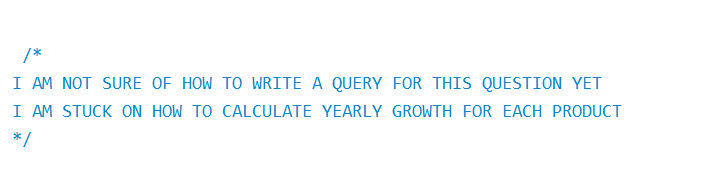 /*
I AM NOT SURE OF HOW TO WRITE A QUERY FOR THIS QUESTION YET
I AM STUCK ON HOW TO CALCULATE YEARLY GROWTH FOR EACH PRODUCT
*/